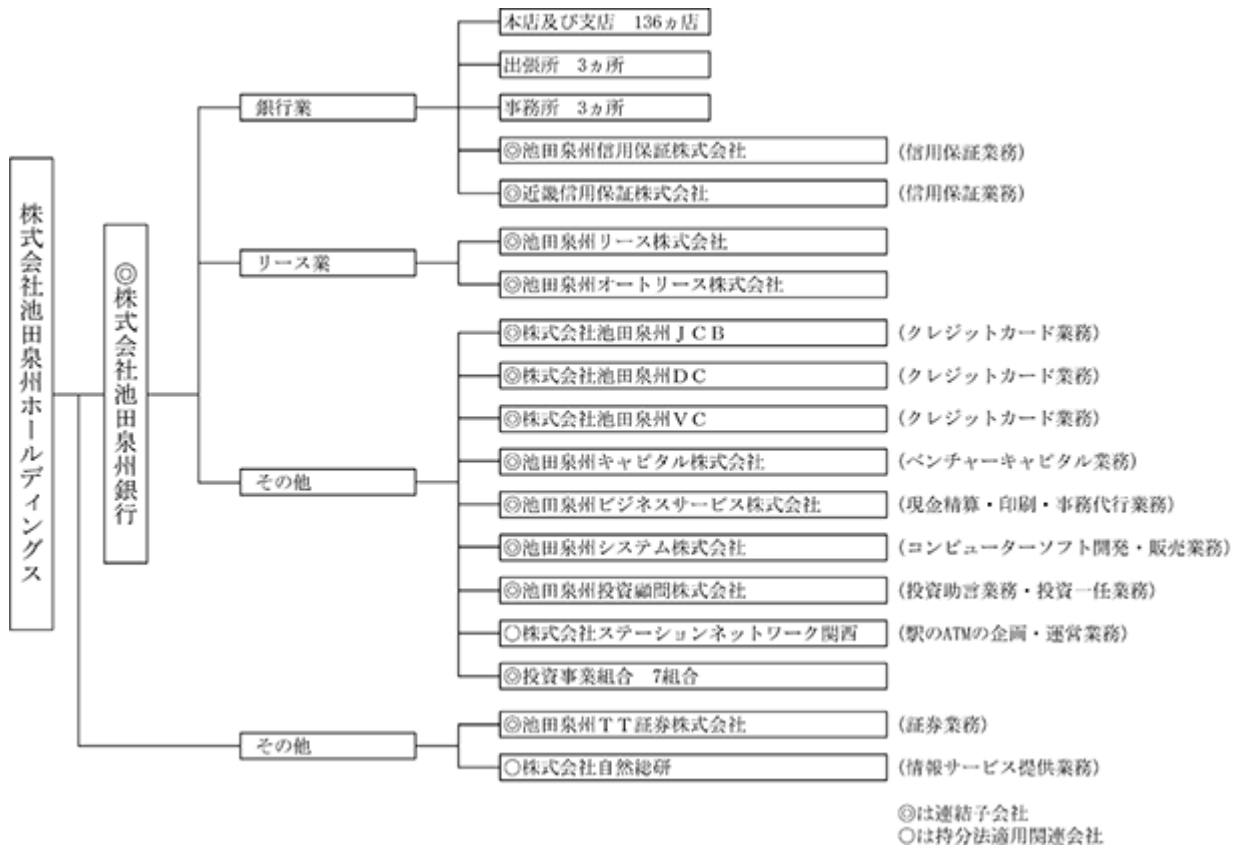 株式会社池田泉州ホールディングス
◎株式会社池田泉州銀行
銀行業
本店及び支店　136ヵ店
出張所　3ヵ所
事務所　3ヵ所
◎池田泉州信用保証株式会社 (信用保証業務)
◎近畿信用保証株式会社 (信用保証業務)
リース業
◎池田泉州リース株式会社
◎池田泉州オートリース株式会社
その他
◎株式会社池田泉州ＪＣＢ (クレジットカード業務)
◎株式会社池田泉州ＤＣ (クレジットカード業務)
◎株式会社池田泉州ＶＣ (クレジットカード業務)
◎池田泉州キャピタル株式会社 (ベンチャーキャピタル業務)
◎池田泉州ビジネスサービス株式会社 (現金精算・印刷・事務代行業務)
◎池田泉州システム株式会社 (コンピューターソフト開発・販売業務)
◎池田泉州投資顧問株式会社 (投資助言業務・投資一任業務)
○株式会社ステーションネットワーク関西 (駅のATMの企画・運営業務)
◎投資事業組合　7組合
その他
◎池田泉州ＴＴ証券株式会社 (証券業務)
○株式会社自然総研 (情報サービス提供業務)
◎は連結子会社
○は持分法適用関連会社